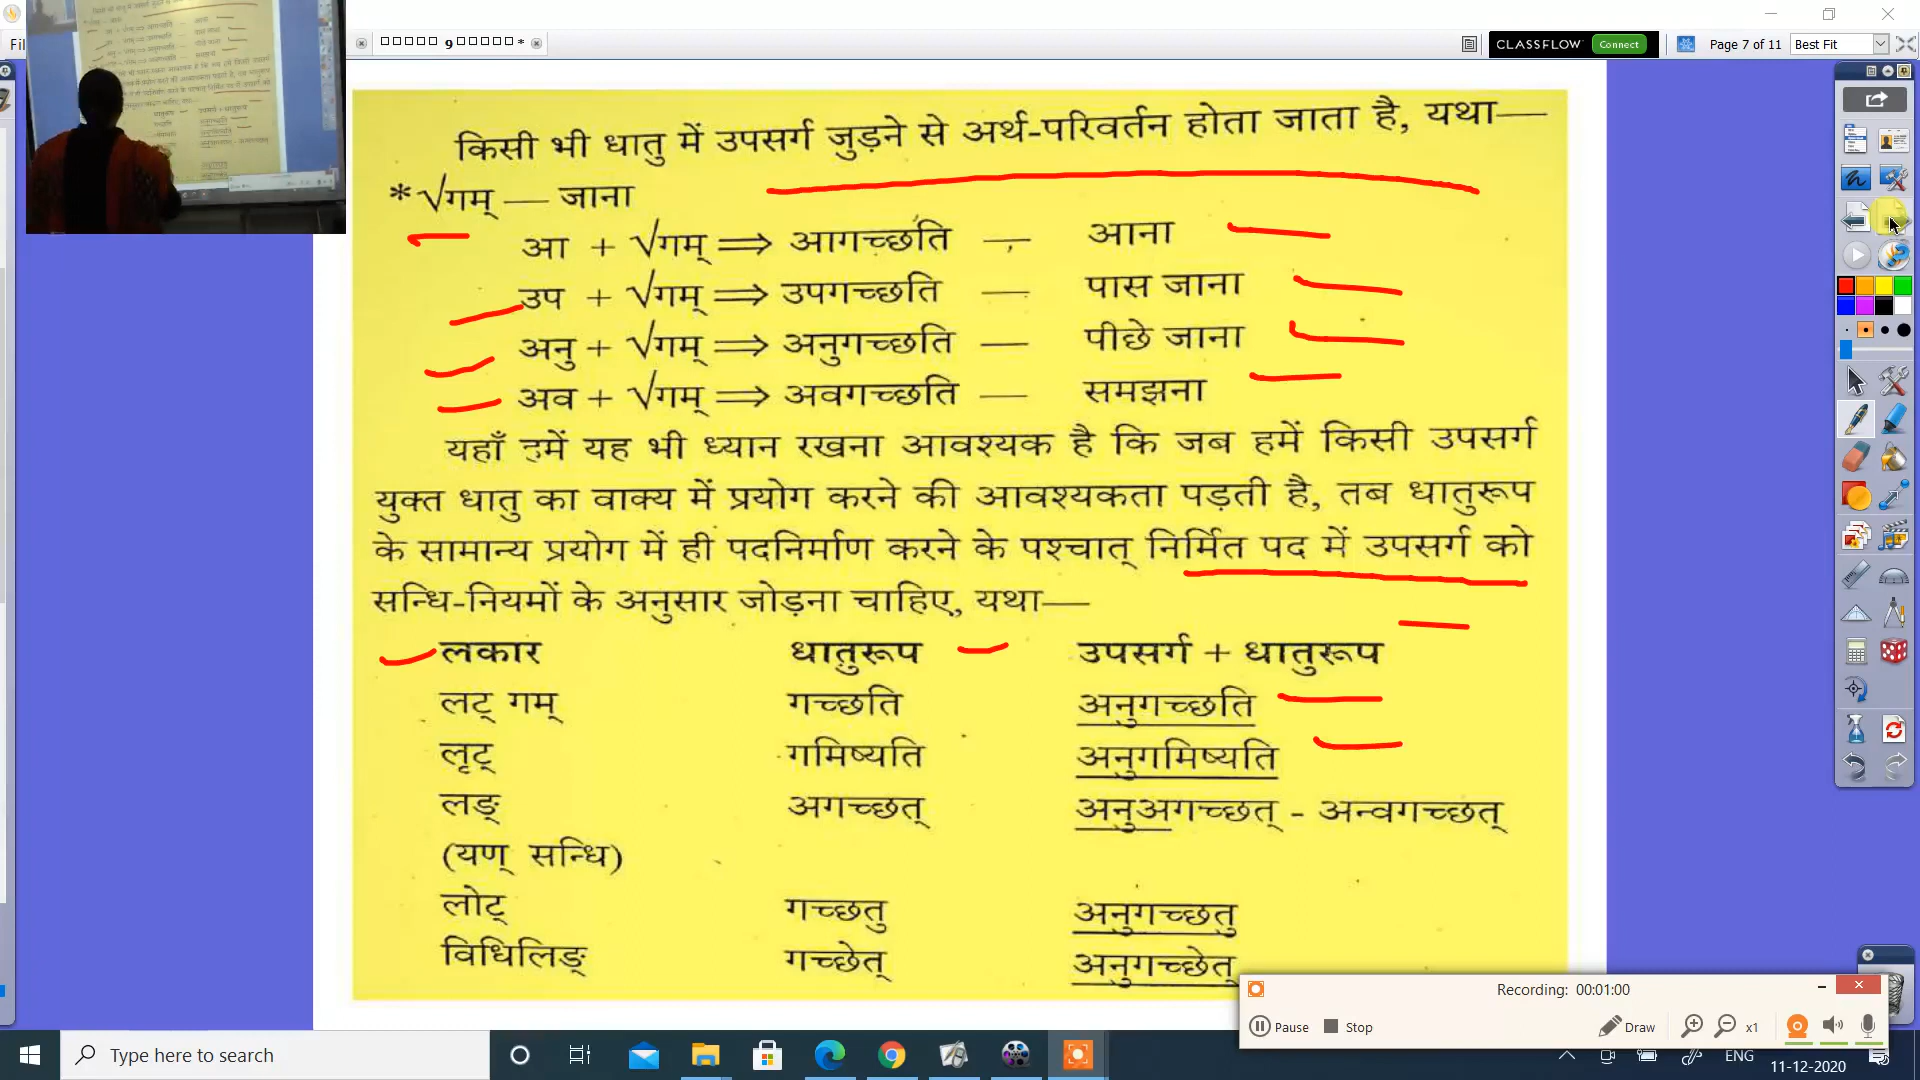 Fil
9
CLASSFLOW Connect
Page 7 of 11
Best Fit
किसी भी धातु में उपसर्ग जुड़ने से अर्थ-परिवर्तन होता जाता है, यथा—
*√गम् — जाना
आ + √गम् ⟹ आगच्छति — आना
उप + √गम् ⟹ उपगच्छति — पास जाना
अनु + √गम् ⟹ अनुगच्छति — पीछे जाना
अव + √गम् ⟹ अवगच्छति — समझना
यहाँ हमें यह भी ध्यान रखना आवश्यक है कि जब हमें किसी उपसर्ग
युक्त धातु का वाक्य में प्रयोग करने की आवश्यकता पड़ती है, तब धातुरूप
के सामान्य प्रयोग में ही पदनिर्माण करने के पश्चात् निर्मित पद में उपसर्ग को
सन्धि-नियमों के अनुसार जोड़ना चाहिए, यथा—
लकार धातुरूप उपसर्ग + धातुरूप
लट् गम् गच्छति अनुगच्छति
लृट् गमिष्यति अनुगमिष्यति
लङ् अगच्छत् अनुअगच्छत् - अन्वगच्छत्
(यण् सन्धि)
लोट् गच्छतु अनुगच्छतु
विधिलिङ् गच्छेत् अनुगच्छेत्
Recording: 00:01:00
Pause Stop Draw x1
Type here to search
ENG
11-12-2020